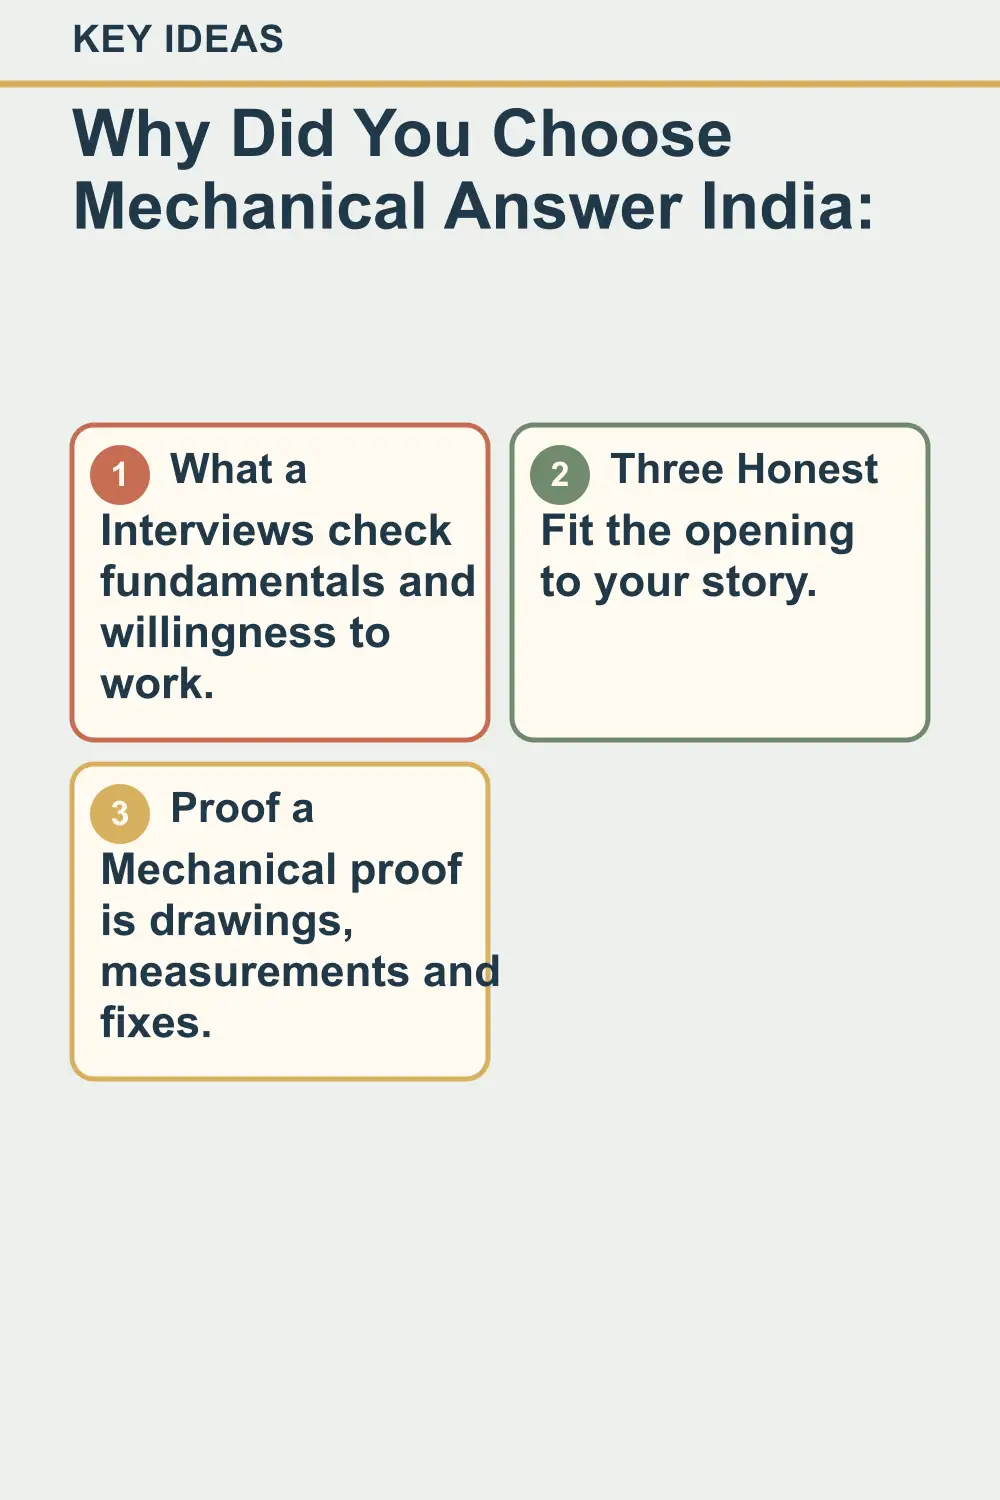 KEY IDEAS
Why Did You Choose
Mechanical Answer India:
1 What a
Interviews check
fundamentals and
willingness to
work.
2 Three Honest
Fit the opening
to your story.
3 Proof a
Mechanical proof
is drawings,
measurements and
fixes.